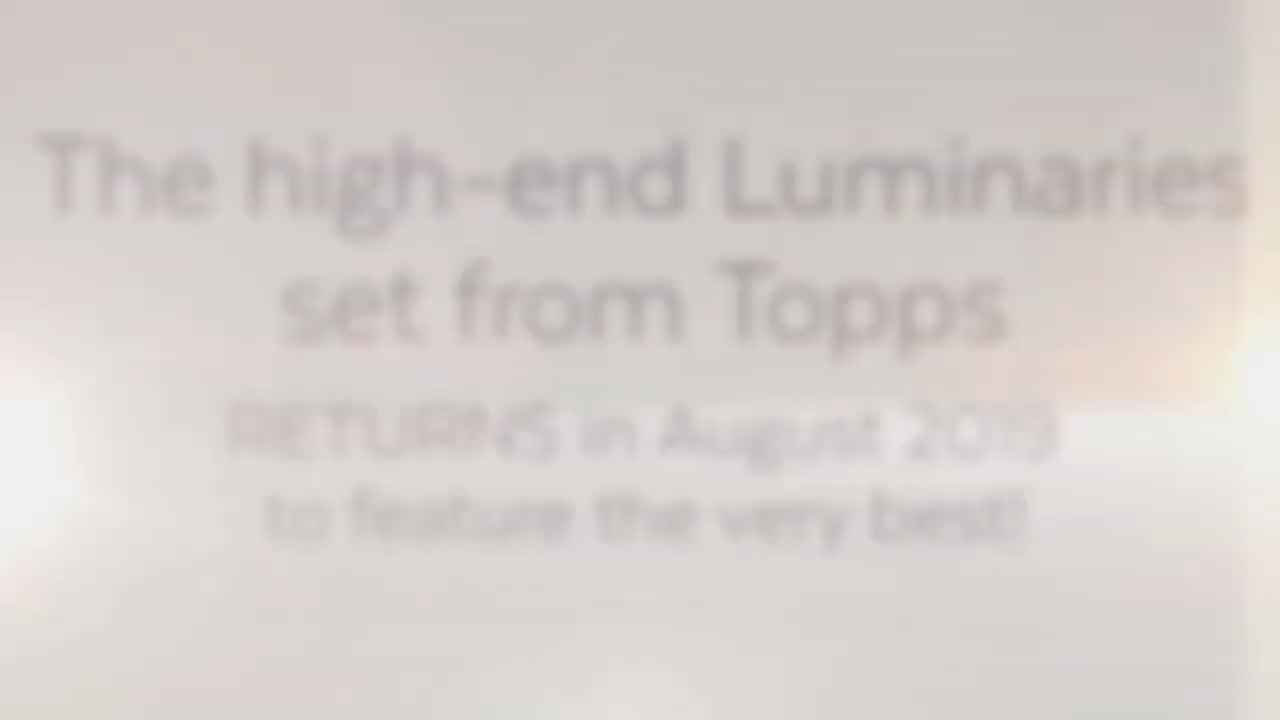 The high-end Luminaries
set from Topps
RETURNS in August 2019
to feature the very best!